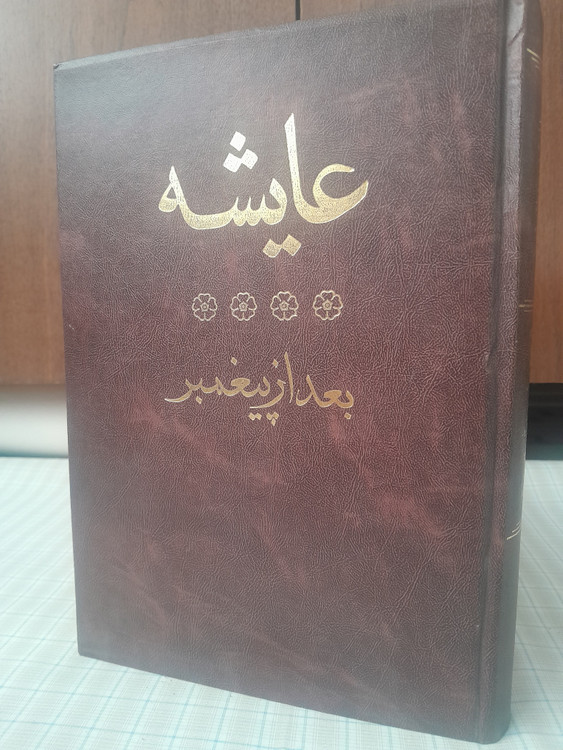 عایشه
بعد از پیغمبر